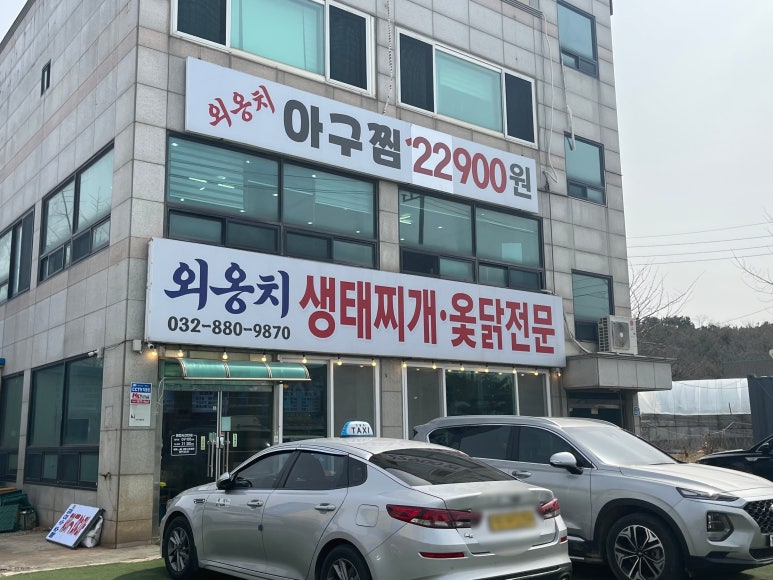 외옹치 아구찜 22900원
외옹치 생태찌개·옻닭전문
032-880-9870
TAXI
CCTV